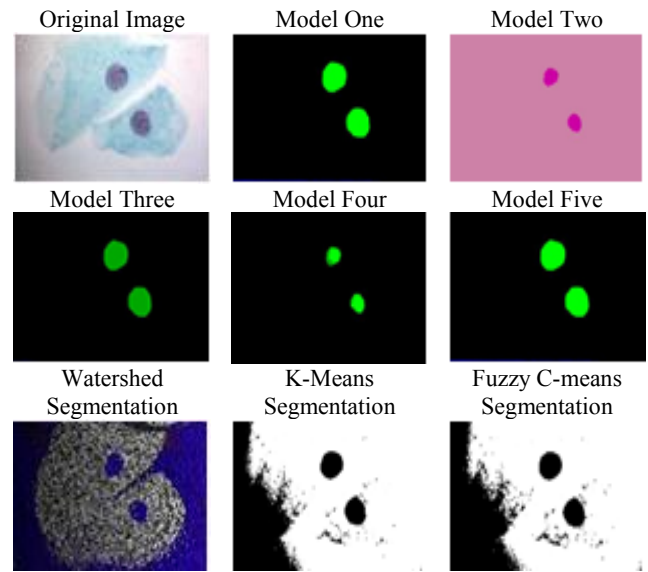 Original Image
Model One
Model Two
Model Three
Model Four
Model Five
Watershed
Segmentation
K-Means
Segmentation
Fuzzy C-means
Segmentation